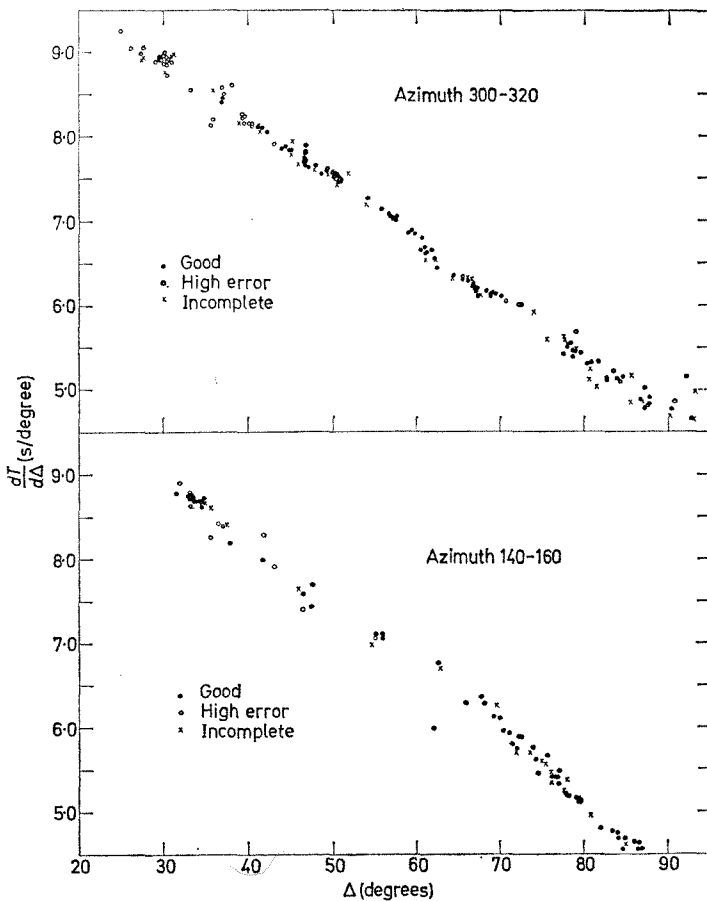 9·0
8·0
7·0
6·0
5·0
Azimuth 300-320
• Good
o High error
x Incomplete
dT/dΔ (s/degree)
9·0
8·0
7·0
6·0
5·0
Azimuth 140-160
• Good
o High error
x Incomplete
20 30 40 50 60 70 80 90
Δ (degrees)